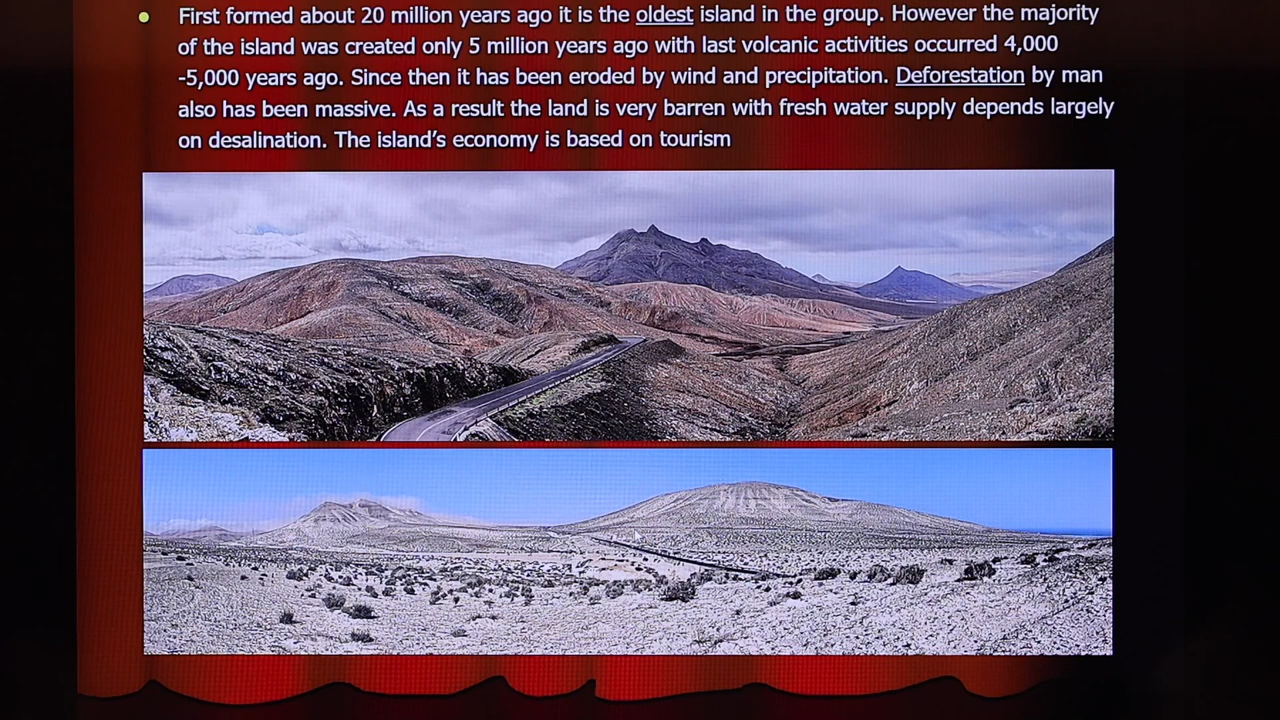 First formed about 20 million years ago it is the oldest island in the group. However the majority
of the island was created only 5 million years ago with last volcanic activities occurred 4,000
-5,000 years ago. Since then it has been eroded by wind and precipitation. Deforestation by man
also has been massive. As a result the land is very barren with fresh water supply depends largely
on desalination. The island's economy is based on tourism